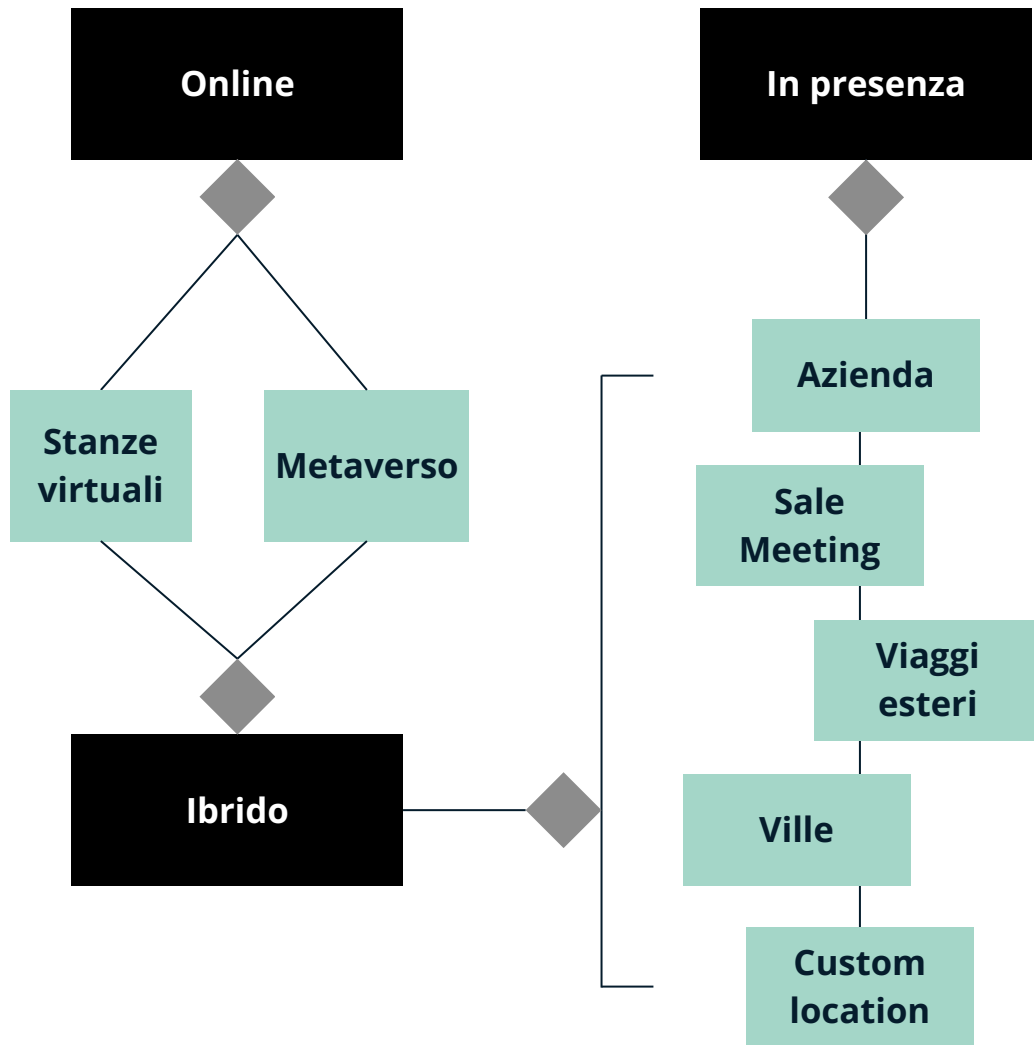 Online
In presenza
Azienda
Stanze
virtuali
Metaverso
Sale
Meeting
Viaggi
esteri
Ibrido
Ville
Custom
location